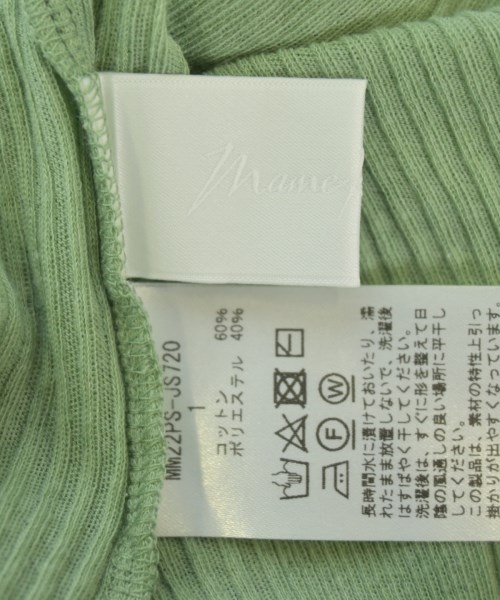 Mame
MM22PS-JS720
1
コットン 60%
ポリエステル 40%
F W
長時間水に漬けておいたり、濡
れたまま放置しないで、洗濯後
はすばやく干してください。
洗濯後は、すぐに形を整えて日
陰の風通しの良い場所に平干し
してください。
この製品は、素材の特性上引っ
掛かりが出やすくなっています。